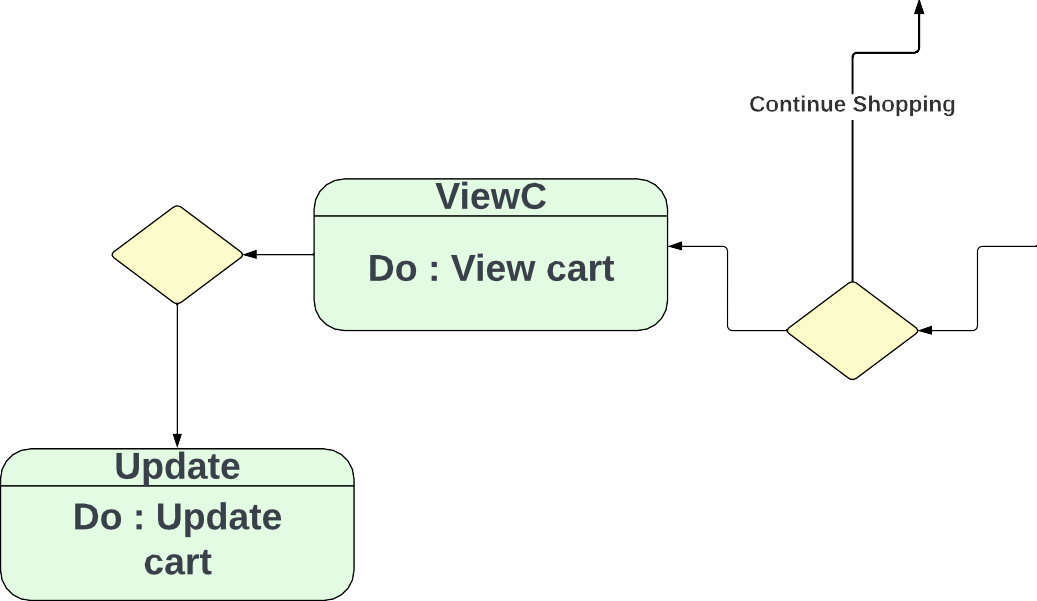 Continue Shopping
ViewC
Do : View cart
Update
Do : Update
cart